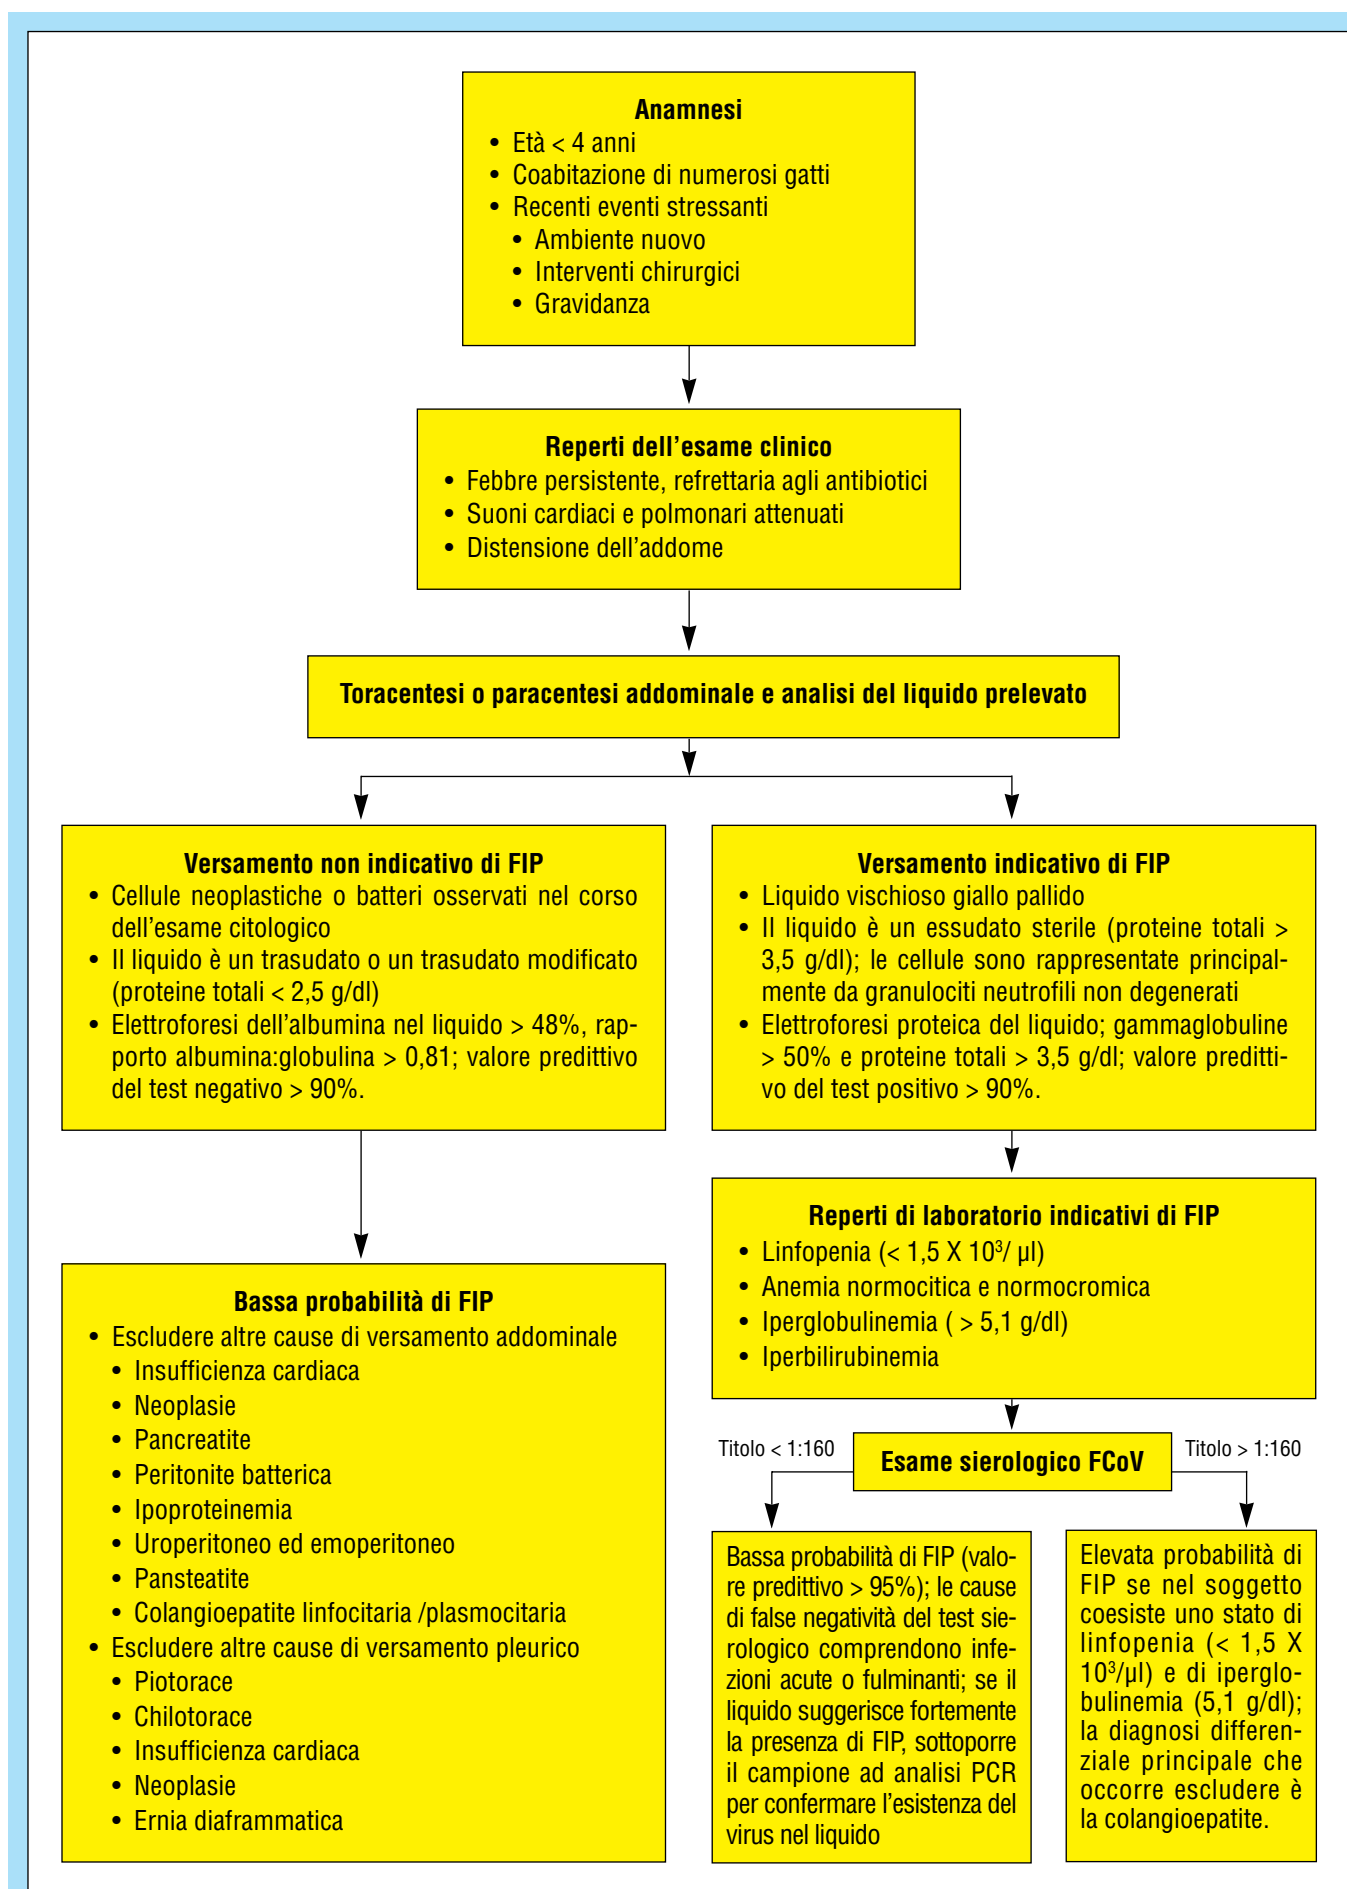 Anamnesi
• Età < 4 anni
• Coabitazione di numerosi gatti
• Recenti eventi stressanti
• Ambiente nuovo
• Interventi chirurgici
• Gravidanza
Reperti dell'esame clinico
• Febbre persistente, refrettaria agli antibiotici
• Suoni cardiaci e polmonari attenuati
• Distensione dell'addome
Toracentesi o paracentesi addominale e analisi del liquido prelevato
Versamento non indicativo di FIP
• Cellule neoplastiche o batteri osservati nel corso
dell'esame citologico
• Il liquido è un trasudato o un trasudato modificato
(proteine totali < 2,5 g/dl)
• Elettroforesi dell'albumina nel liquido > 48%, rap-
porto albumina:globulina > 0,81; valore predittivo
del test negativo > 90%.
Versamento indicativo di FIP
• Liquido vischioso giallo pallido
• Il liquido è un essudato sterile (proteine totali >
3,5 g/dl); le cellule sono rappresentate principal-
mente da granulociti neutrofili non degenerati
• Elettroforesi proteica del liquido; gammaglobuline
> 50% e proteine totali > 3,5 g/dl; valore preditti-
vo del test positivo > 90%.
Bassa probabilità di FIP
• Escludere altre cause di versamento addominale
• Insufficienza cardiaca
• Neoplasie
• Pancreatite
• Peritonite batterica
• Ipoproteinemia
• Uroperitoneo ed emoperitoneo
• Pansteatite
• Colangioepatite linfocitaria /plasmocitaria
• Escludere altre cause di versamento pleurico
• Piotorace
• Chilotorace
• Insufficienza cardiaca
• Neoplasie
• Ernia diaframmatica
Reperti di laboratorio indicativi di FIP
• Linfopenia (< 1,5 X 10³/ µl)
• Anemia normocitica e normocromica
• Iperglobulinemia ( > 5,1 g/dl)
• Iperbilirubinemia
Titolo < 1:160
Esame sierologico FCoV
Titolo > 1:160
Bassa probabilità di FIP (valo-
re predittivo > 95%); le cause
di false negatività del test sie-
rologico comprendono infe-
zioni acute o fulminanti; se il
liquido suggerisce fortemente
la presenza di FIP, sottoporre
il campione ad analisi PCR
per confermare l'esistenza del
virus nel liquido
Elevata probabilità di
FIP se nel soggetto
coesiste uno stato di
linfopenia (< 1,5 X
10³/µl) e di iperglo-
bulinemia (5,1 g/dl);
la diagnosi differen-
ziale principale che
occorre escludere è
la colangioepatite.